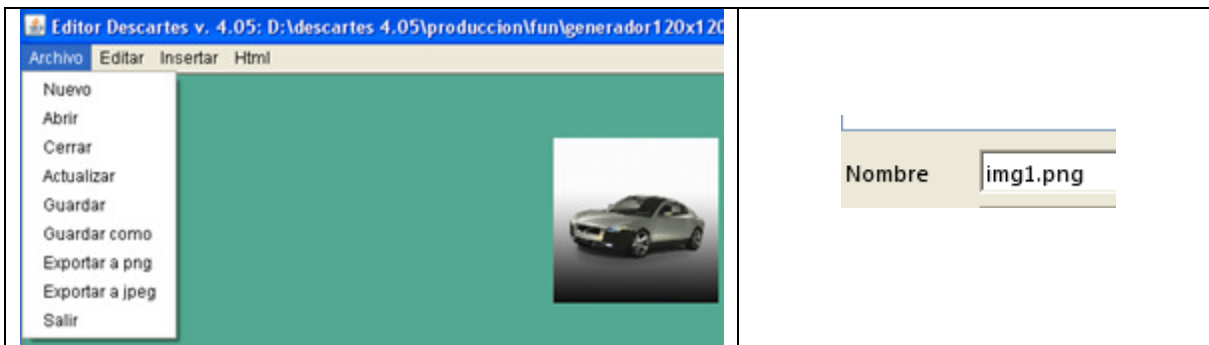 Editor Descartes v. 4.05: D:\descartes 4.05\produccion\fun\generador120x120
Archivo Editar Insertar Html
Nuevo
Abrir
Cerrar
Actualizar
Guardar
Guardar como
Exportar a png
Exportar a jpeg
Salir
Nombre img1.png